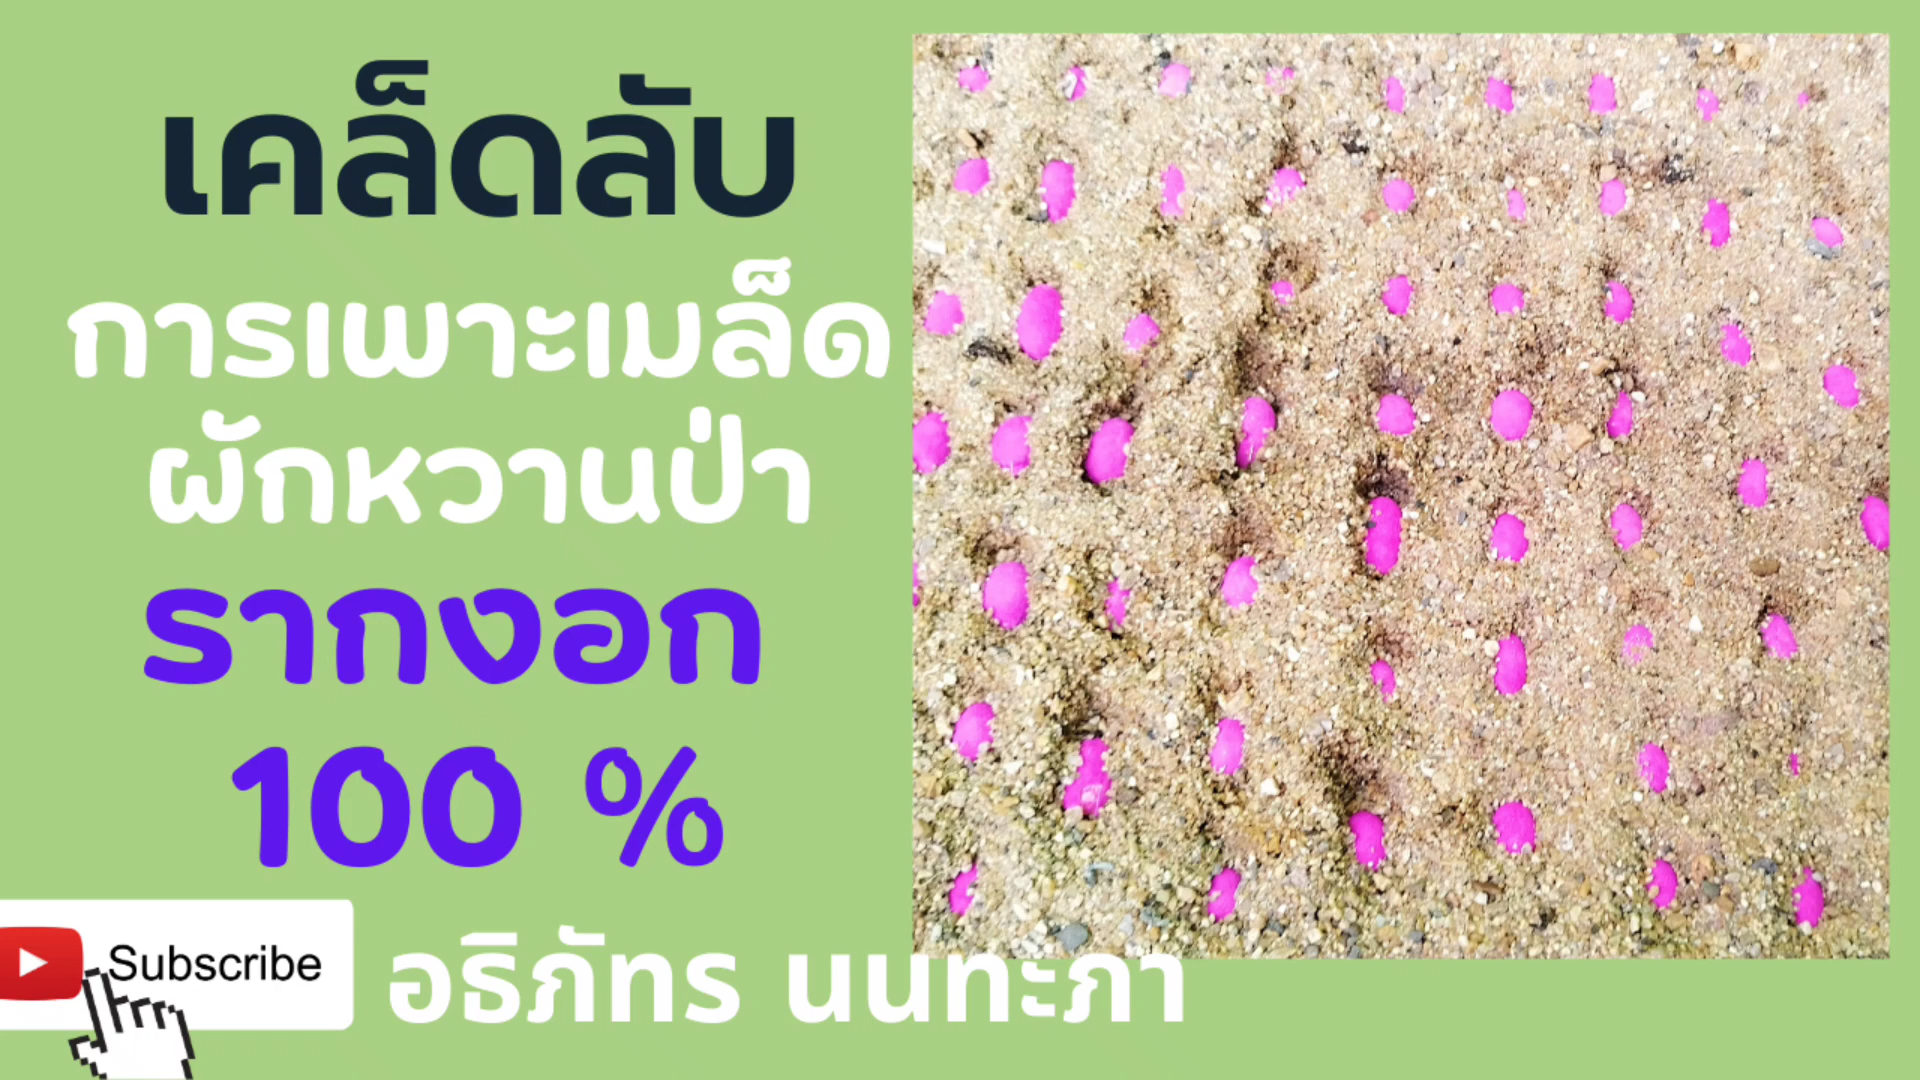 เคล็ดลับ
การเพาะเมล็ด
ผักหวานป่า
รากงอก
100 %
Subscribe
อธิภัทร นนทะภา